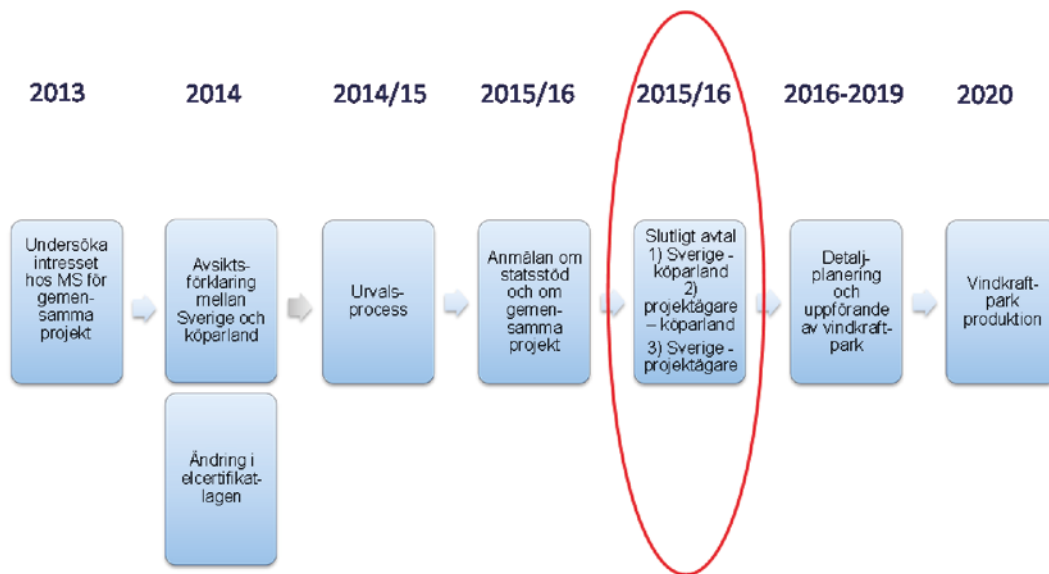 2013
2014
2014/15
2015/16
2015/16
2016-2019
2020
Undersöka
intresset
hos MS för
gemen-
samma
projekt
Avsikts-
förklaring
mellan
Sverige och
köparland
Urvals-
process
Anmälan om
statsstöd
och om
gemen-
samma
projekt
Slutligt avtal
1) Sverige -
köparland
2)
projektägare
– köparland
3) Sverige -
projektägare
Detalj-
planering
och
uppförande
av vindkraft-
park
Vindkraft-
park
produktion
Ändring i
elcertifikat-
lagen